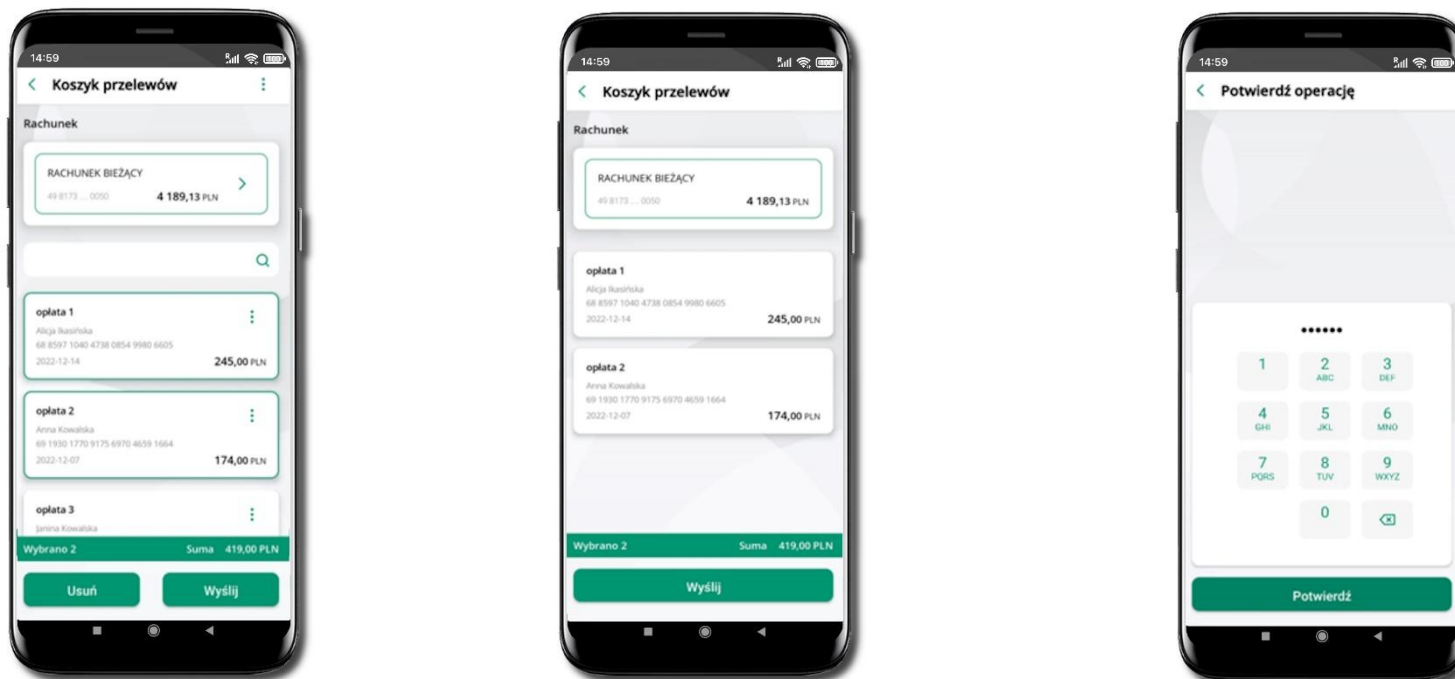 14:59
Koszyk przelewów
Rachunek
RACHUNEK BIEŻĄCY
49 8173 ... 0050 4 189,13 PLN
opłata 1
Alicja Ikasińska
68 8597 1040 4738 0854 9980 6605
2022-12-14 245,00 PLN
opłata 2
Anna Kowalska
69 1930 1770 9175 6970 4659 1664
2022-12-07 174,00 PLN
opłata 3
Janina Kowalska
Wybrano 2 Suma 419,00 PLN
Usuń Wyślij
14:59
Koszyk przelewów
Rachunek
RACHUNEK BIEŻĄCY
49 8173 ... 0050 4 189,13 PLN
opłata 1
Alicja Ikasińska
68 8597 1040 4738 0854 9980 6605
2022-12-14 245,00 PLN
opłata 2
Anna Kowalska
69 1930 1770 9175 6970 4659 1664
2022-12-07 174,00 PLN
Wybrano 2 Suma 419,00 PLN
Wyślij
14:59
Potwierdź operację
••••••
1 2 3
ABC DEF
4 5 6
GHI JKL MNO
7 8 9
PQRS TUV WXYZ
0
Potwierdź